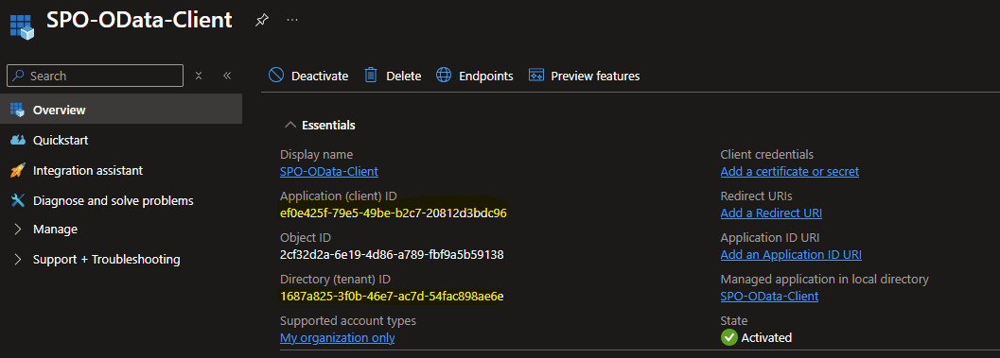 SPO-OData-Client
Search
Deactivate
Delete
Endpoints
Preview features
Overview
Quickstart
Integration assistant
Diagnose and solve problems
Manage
Support + Troubleshooting
Essentials
Display name
SPO-OData-Client
Application (client) ID
ef0e425f-79e5-49be-b2c7-20812d3bdc96
Object ID
2cf32d2a-6e19-4d86-a789-fbf9a5b59138
Directory (tenant) ID
1687a825-3f0b-46e7-ac7d-54fac898ae6e
Supported account types
My organization only
Client credentials
Add a certificate or secret
Redirect URIs
Add a Redirect URI
Application ID URI
Add an Application ID URI
Managed application in local directory
SPO-OData-Client
State
Activated